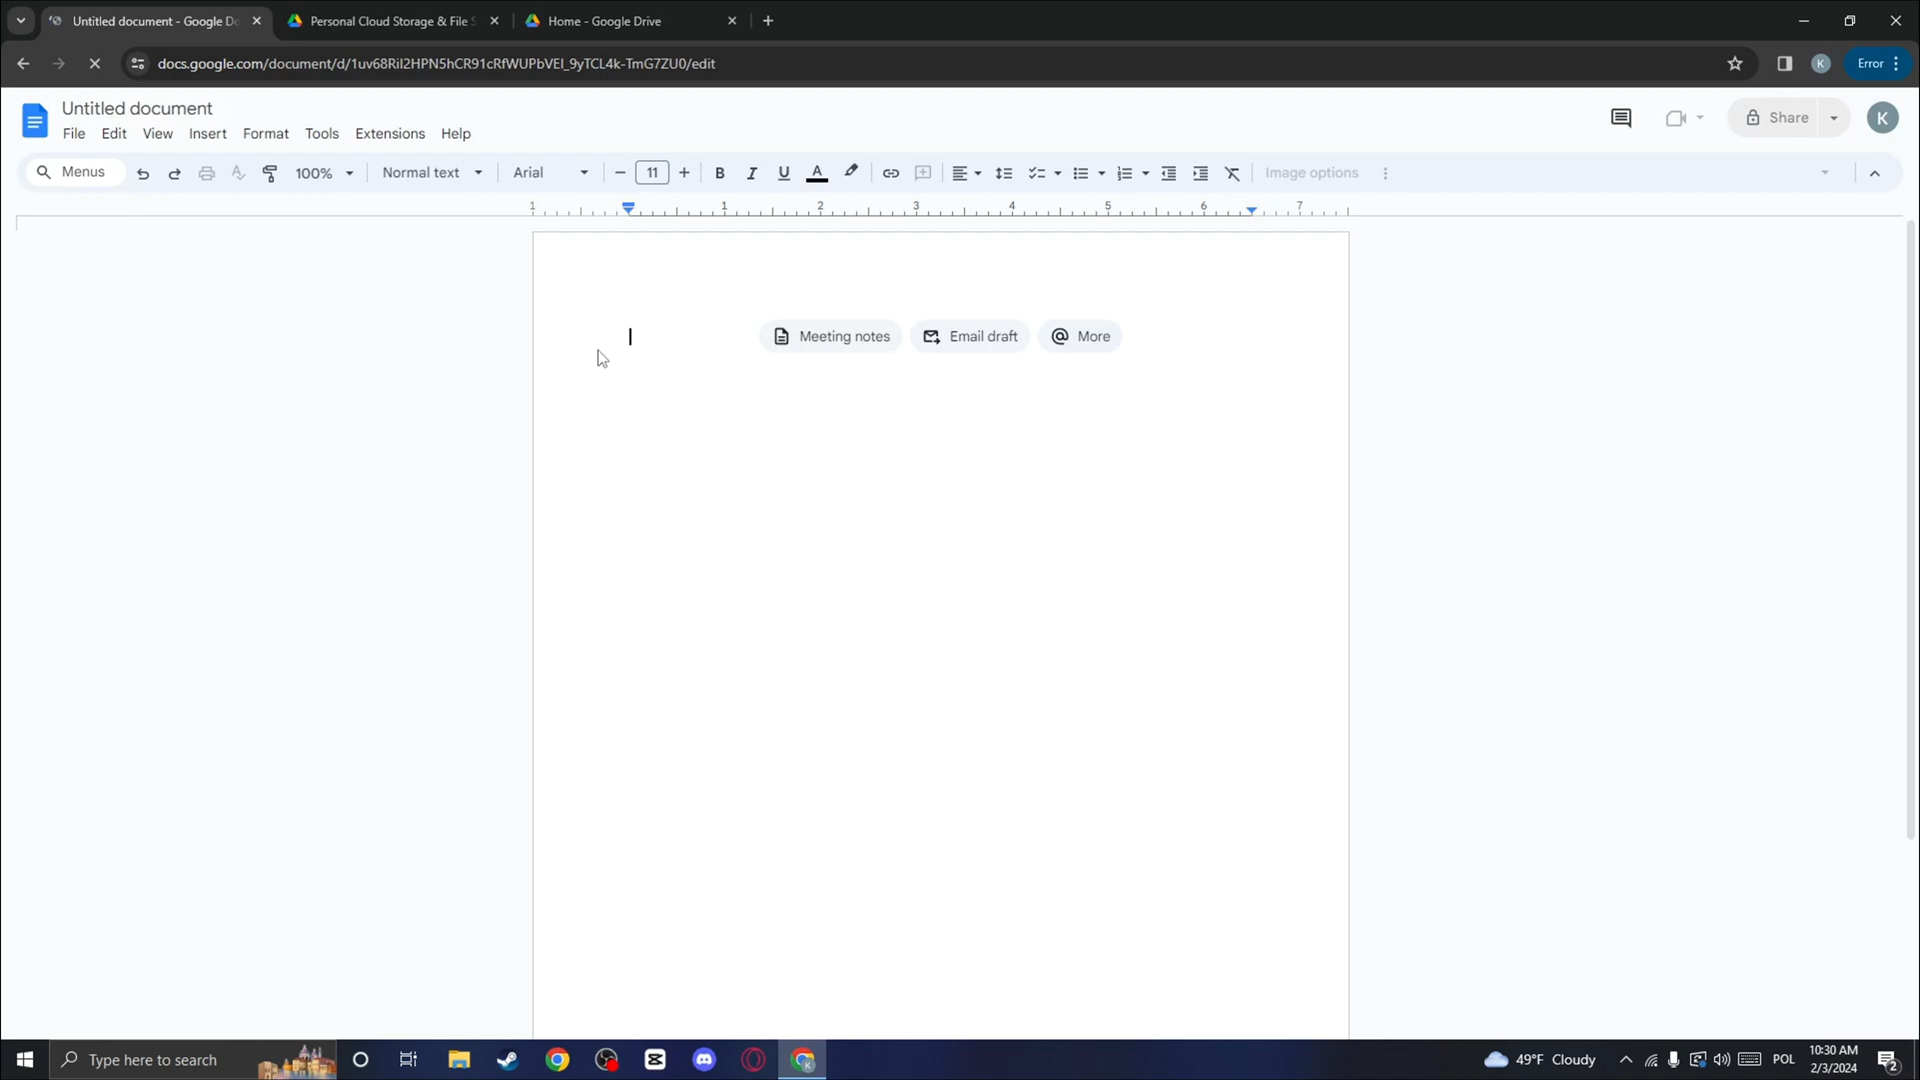 Untitled document - Google Do
Personal Cloud Storage & File S
Home - Google Drive
docs.google.com/document/d/1uv68RiI2HPN5hCR91cRfWUPbVEl_9yTCL4k-TmG7ZU0/edit
K
Error
Untitled document
File Edit View Insert Format Tools Extensions Help
Share
K
Menus
100%
Normal text
Arial
11
B I U A
Image options
1 1 2 3 4 5 6 7
Meeting notes
Email draft
More
Type here to search
49°F Cloudy
POL
10:30 AM
2/3/2024
2